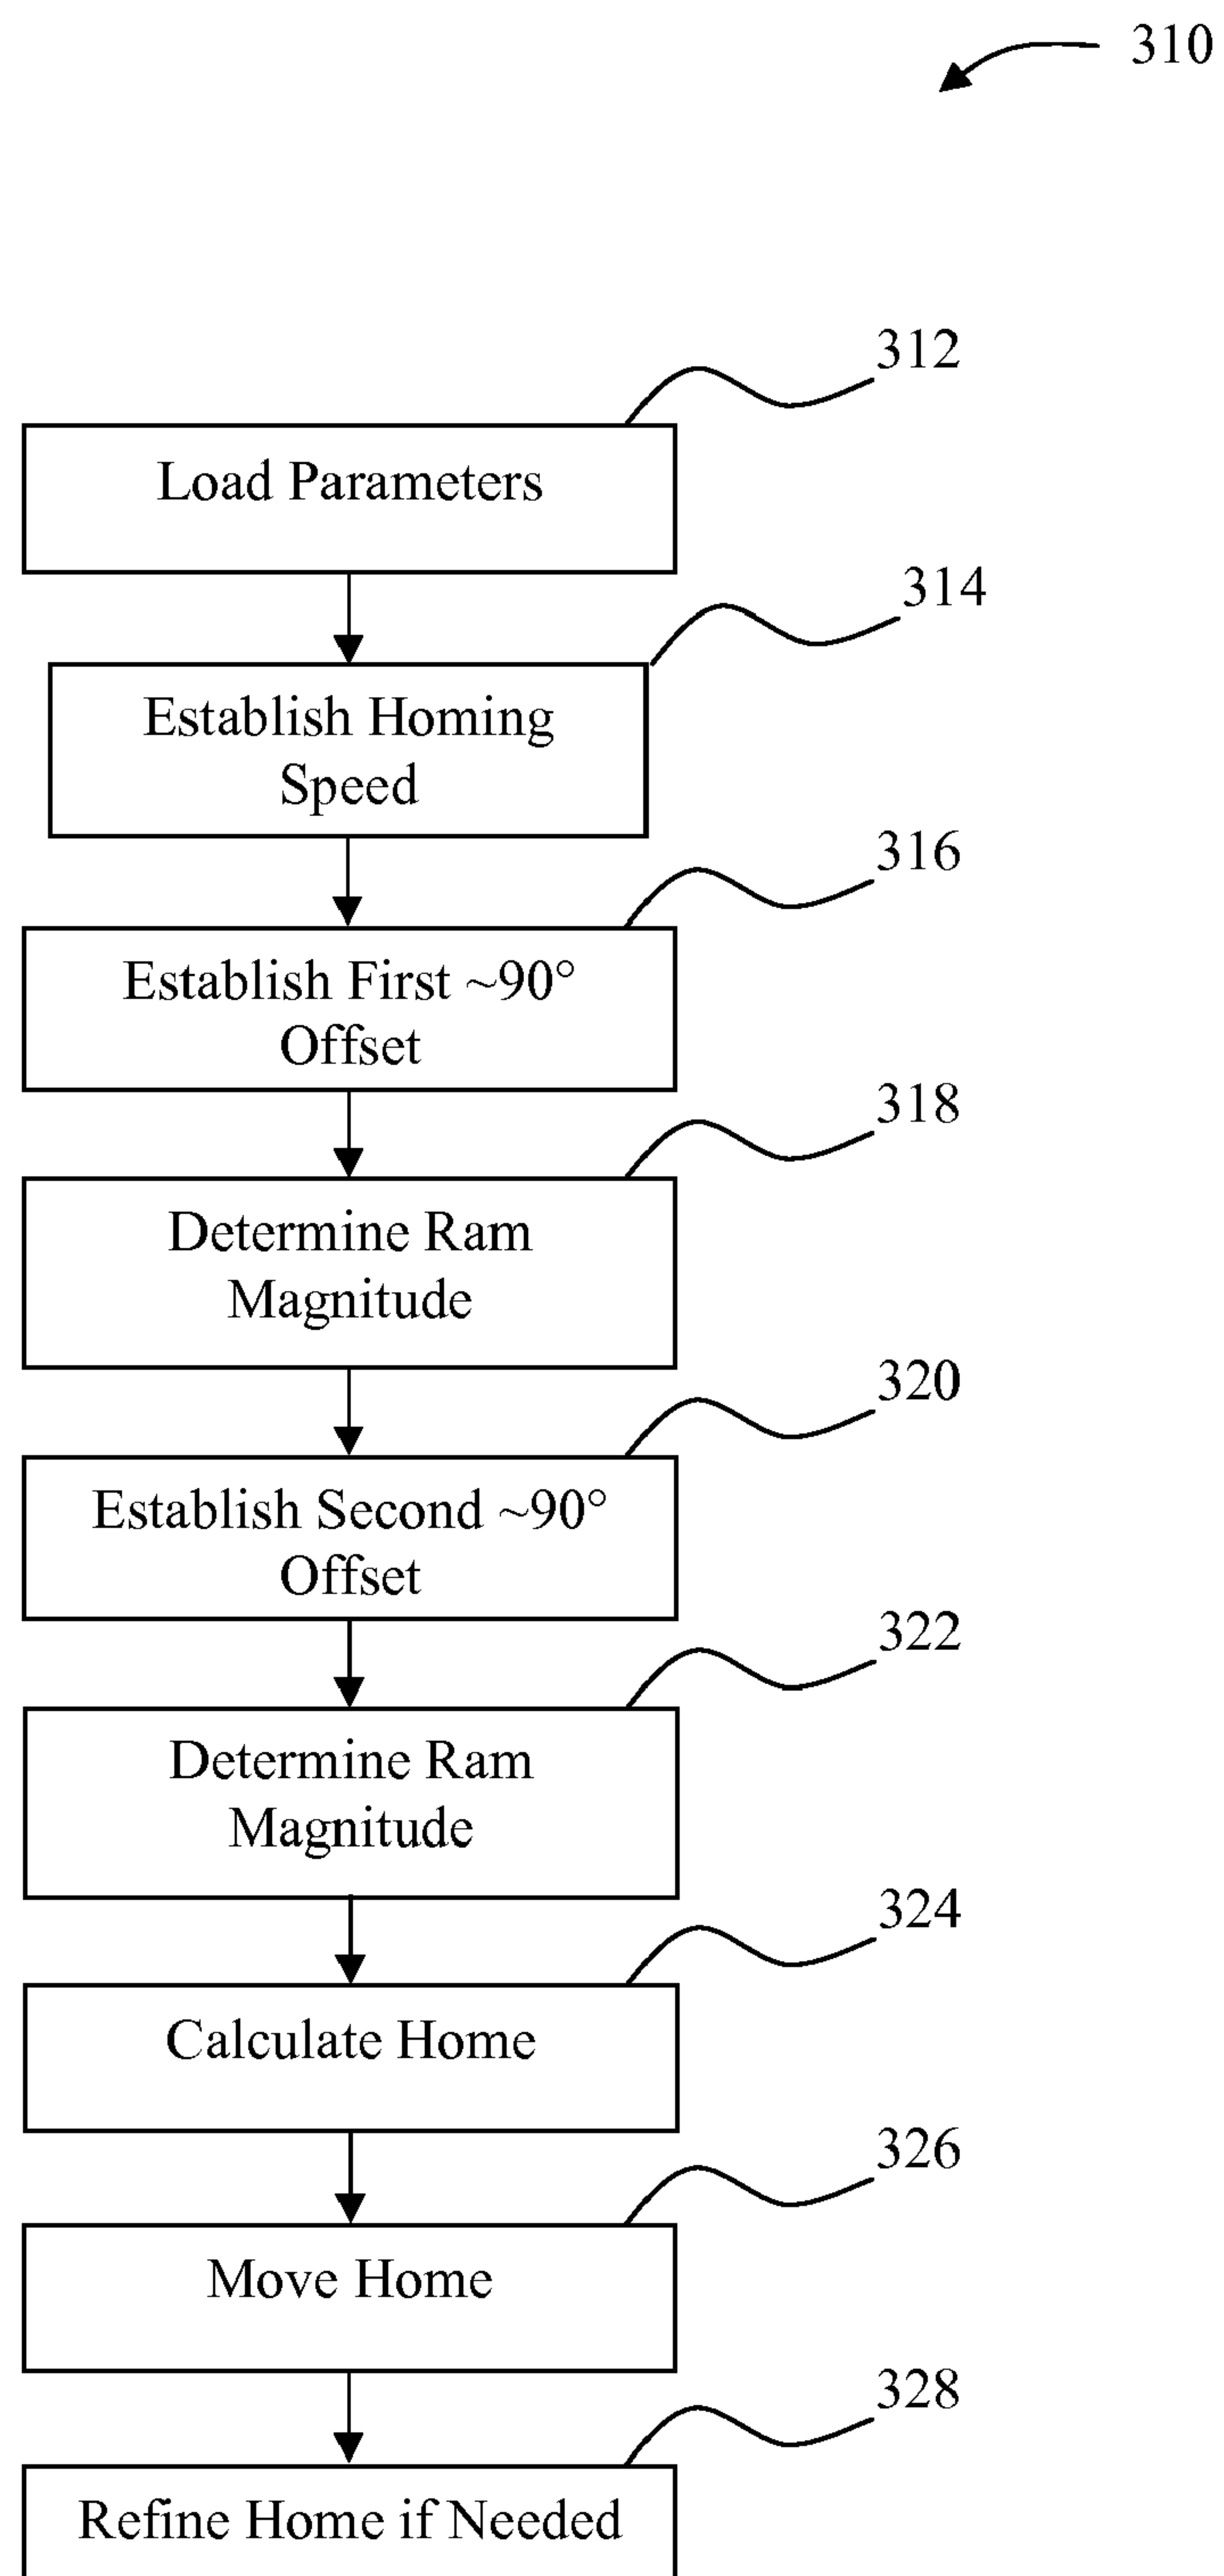 310
312
Load Parameters
314
Establish Homing
Speed
316
Establish First ~90°
Offset
318
Determine Ram
Magnitude
320
Establish Second ~90°
Offset
322
Determine Ram
Magnitude
324
Calculate Home
326
Move Home
328
Refine Home if Needed